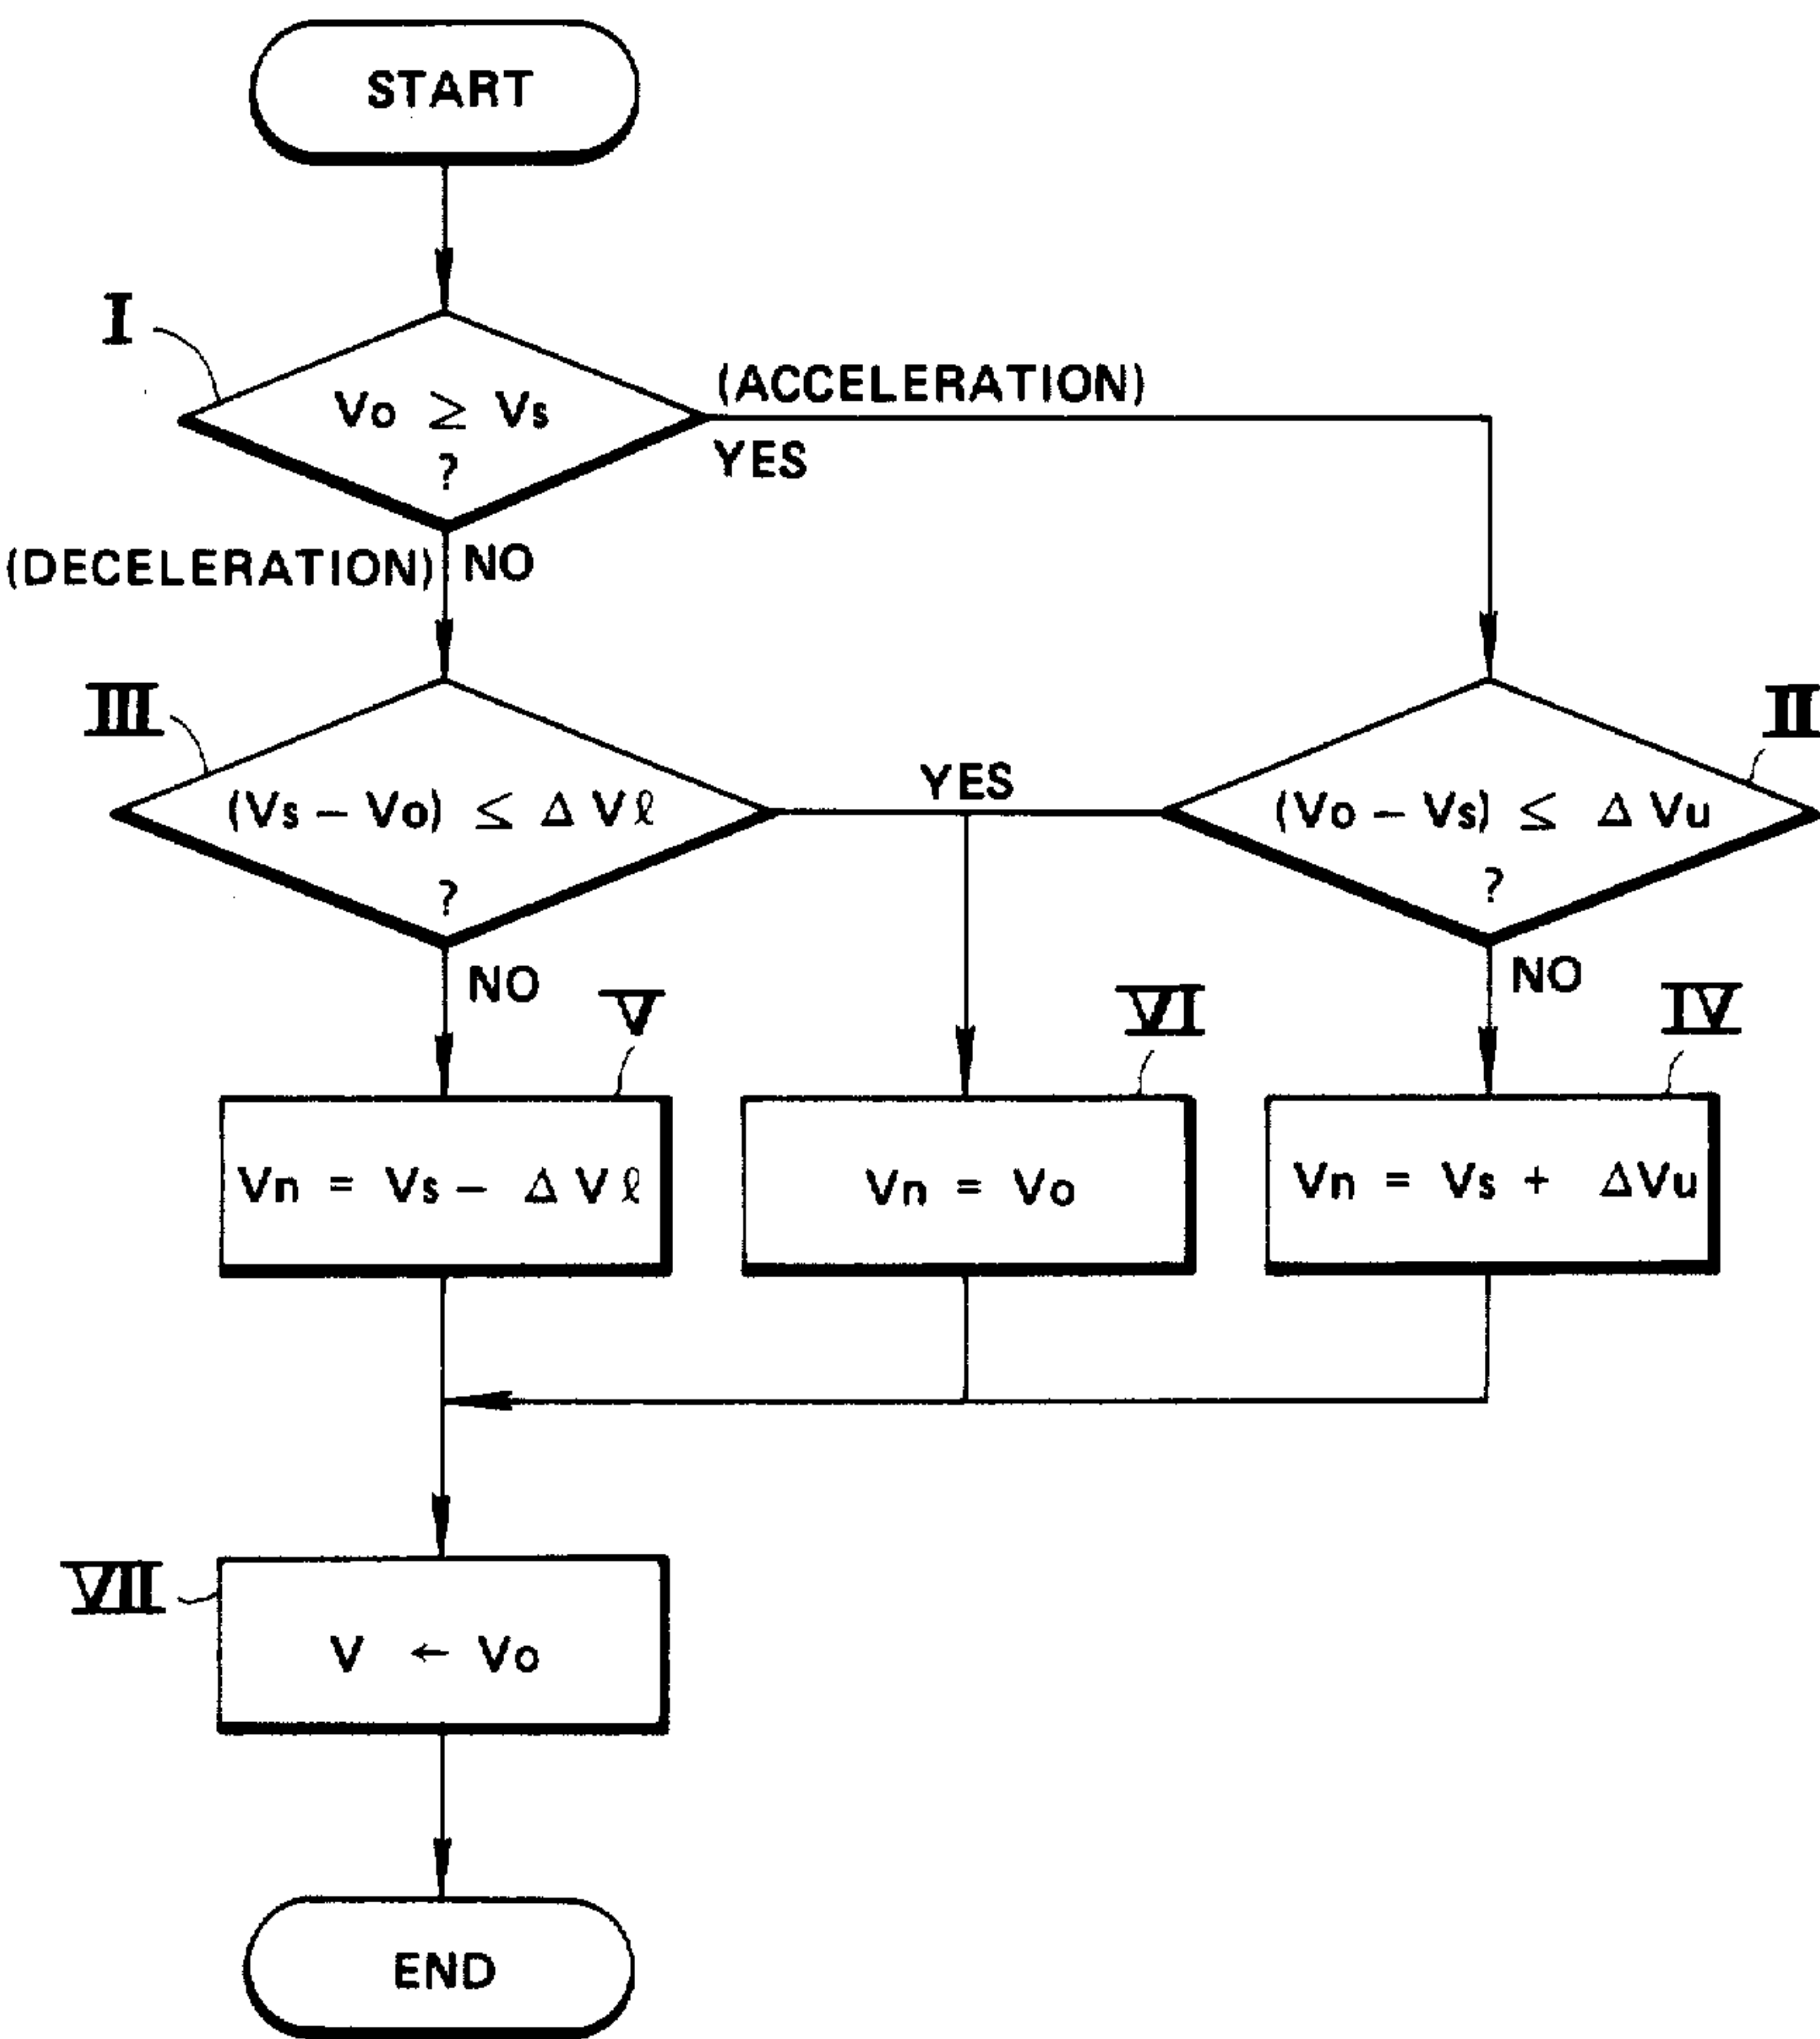 START
I
Vo ≥ Vs
?
(ACCELERATION)
YES
(DECELERATION) NO
III
(Vs – Vo) ≤ ΔVℓ
?
YES
II
(Vo – Vs) ≤ ΔVu
?
NO
NO
V
Vn = Vs – ΔVℓ
VI
Vn = Vo
IV
Vn = Vs + ΔVu
VII
V ← Vo
END